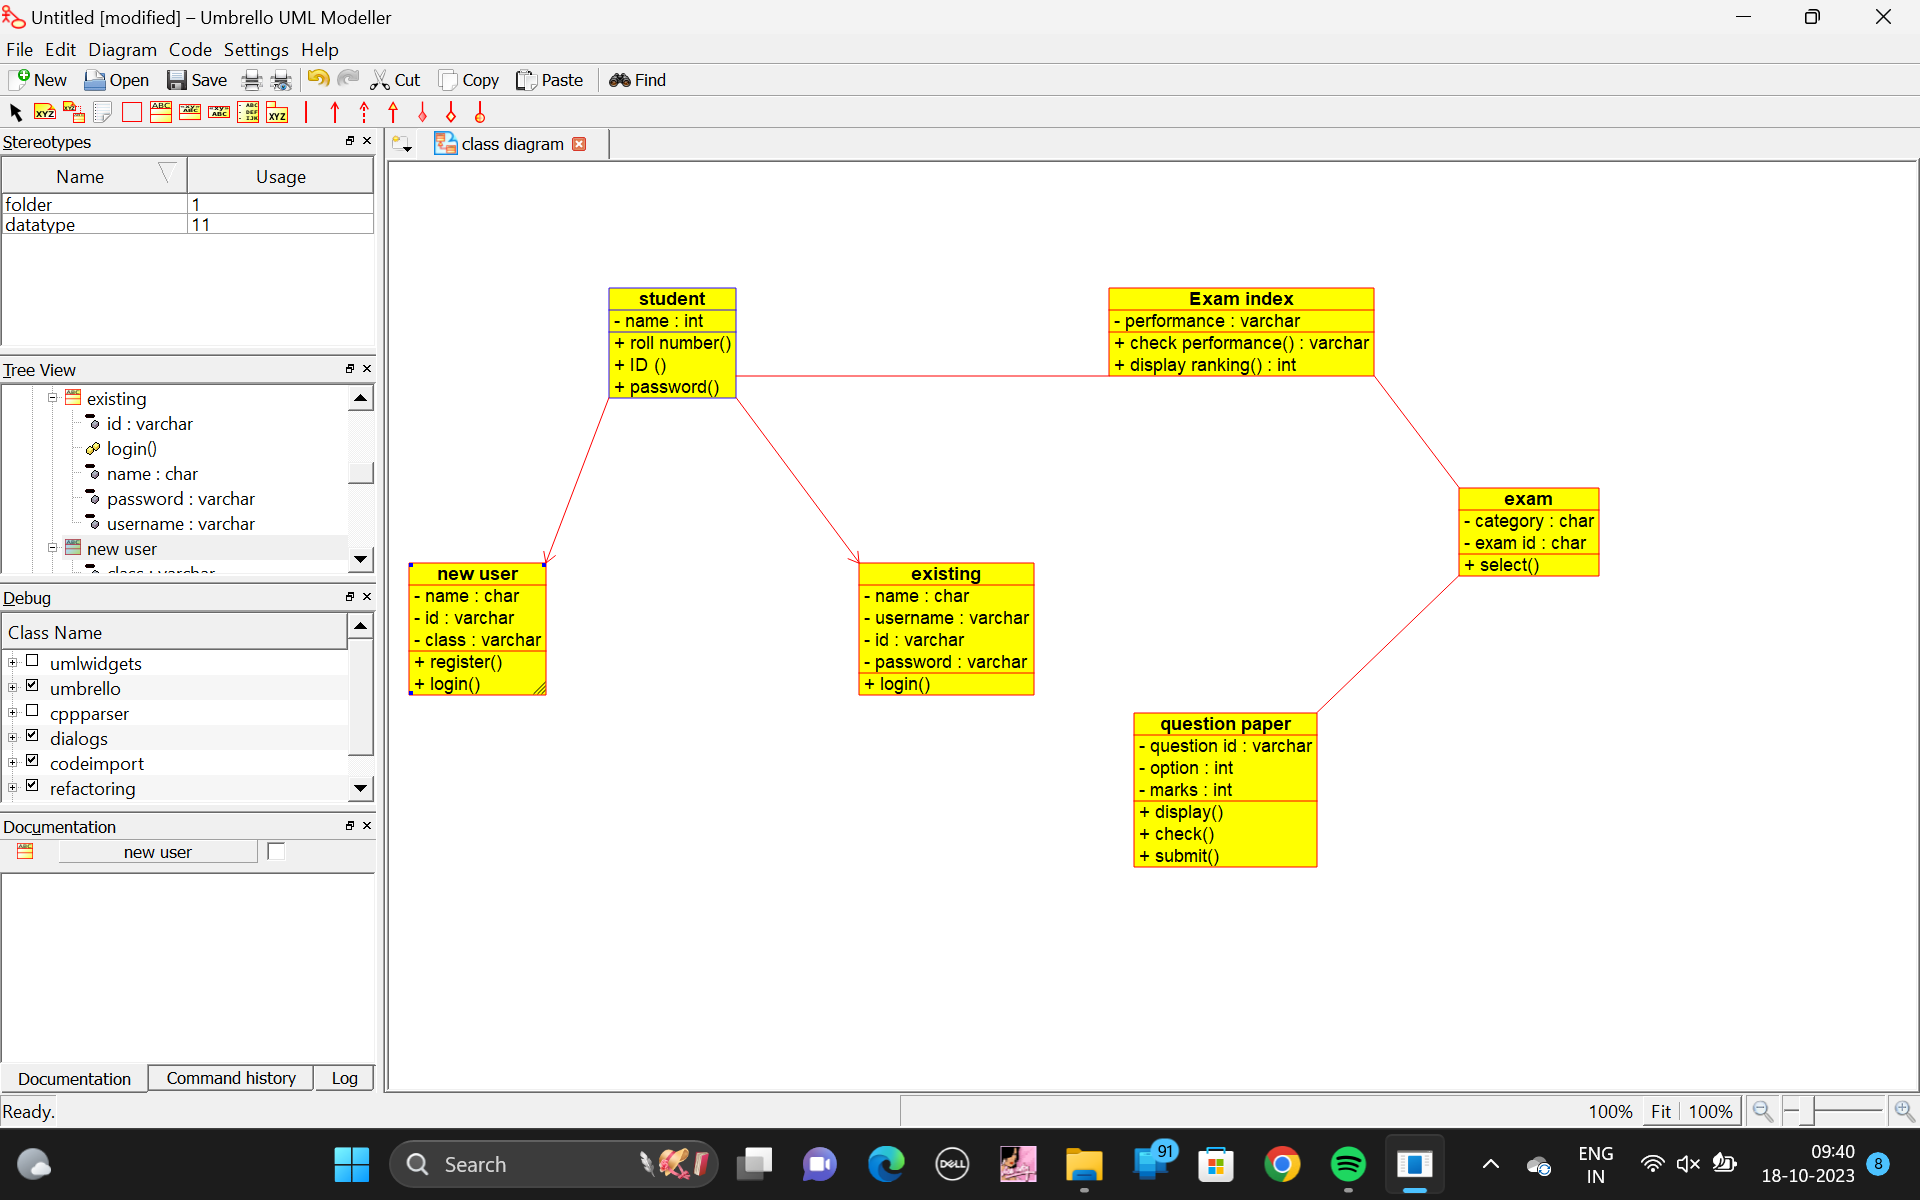 Untitled [modified] – Umbrello UML Modeller
File Edit Diagram Code Settings Help
New Open Save Cut Copy Paste Find
Stereotypes
Name Usage
folder 1
datatype 11
Tree View
existing
id : varchar
login()
name : char
password : varchar
username : varchar
new user
class : varchar
Debug
Class Name
umlwidgets
umbrello
cppparser
dialogs
codeimport
refactoring
Documentation
new user
Documentation Command history Log
Ready.
class diagram
student
- name : int
+ roll number()
+ ID ()
+ password()
Exam index
- performance : varchar
+ check performance() : varchar
+ display ranking() : int
exam
- category : char
- exam id : char
+ select()
new user
- name : char
- id : varchar
- class : varchar
+ register()
+ login()
existing
- name : char
- username : varchar
- id : varchar
- password : varchar
+ login()
question paper
- question id : varchar
- option : int
- marks : int
+ display()
+ check()
+ submit()
100% Fit 100%
Search
DELL
91
ENG
IN
09:40
18-10-2023
8